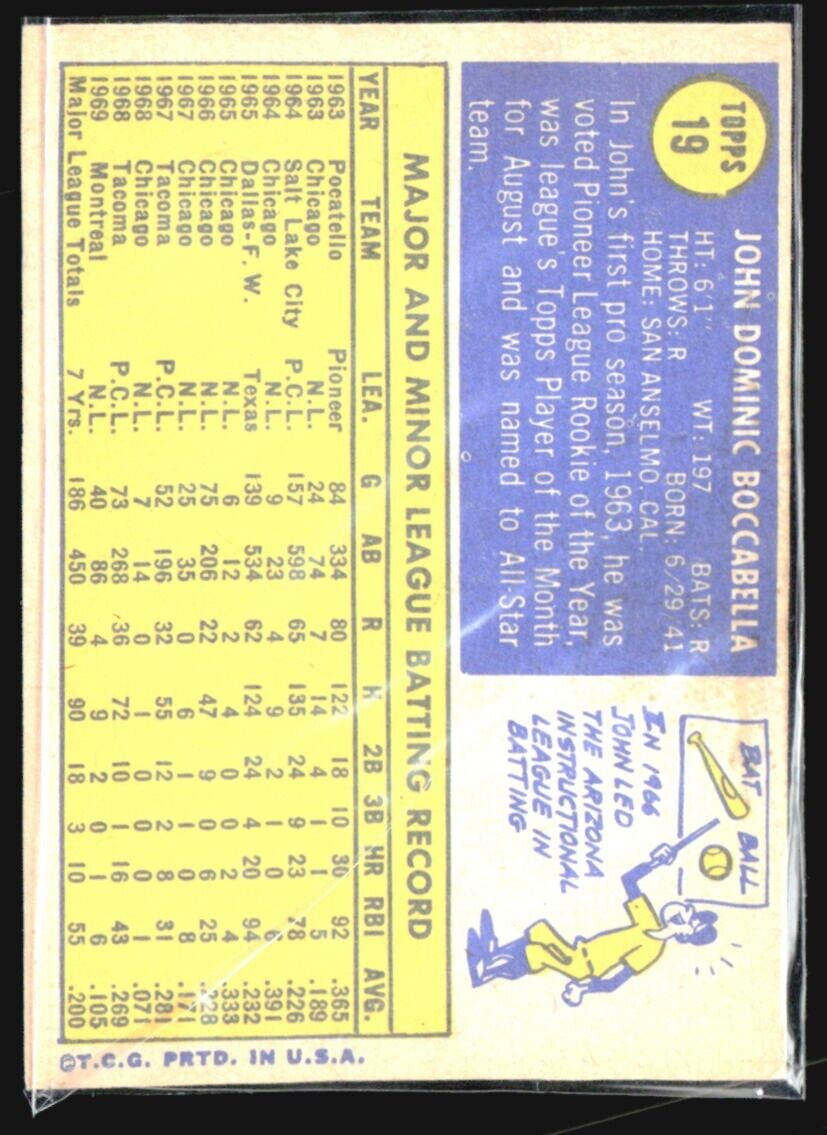 TOPPS
19
JOHN DOMINIC BOCCABELLA
HT: 6'1" WT: 197 BATS: R
THROWS: R BORN: 6/29/41
HOME: SAN ANSELMO, CAL.
In John's first pro season, 1963, he was
voted Pioneer League Rookie of the Year,
was league's Topps Player of the Month
for August and was named to All-Star
team.
BAT
BALL
IN 1966
JOHN LED
THE ARIZONA
INSTRUCTIONAL
LEAGUE IN
BATTING
MAJOR AND MINOR LEAGUE BATTING RECORD
YEAR TEAM LEA. G AB R H 2B 3B HR RBI AVG.
1963 Pocatello Pioneer 84 334 80 122 18 10 30 92 .365
1963 Chicago N.L. 24 74 7 14 4 1 1 5 .189
1964 Salt Lake City P.C.L. 157 598 65 135 24 9 23 78 .226
1964 Chicago N.L. 9 23 4 9 2 1 0 6 .391
1965 Dallas-F. W. Texas 139 534 62 124 24 4 20 94 .232
1965 Chicago N.L. 6 12 2 4 0 0 2 4 .333
1966 Chicago N.L. 75 206 22 47 9 0 6 25 .228
1967 Chicago N.L. 25 35 0 6 1 1 0 8 .171
1967 Tacoma P.C.L. 52 196 32 55 12 2 8 31 .281
1968 Chicago N.L. 7 14 0 1 0 0 0 1 .071
1968 Tacoma P.C.L. 73 268 36 72 10 1 16 43 .269
1969 Montreal N.L. 40 86 4 9 2 0 1 6 .105
Major League Totals 7 Yrs. 186 450 39 90 18 3 10 55 .200
©T.C.G. PRTD. IN U.S.A.